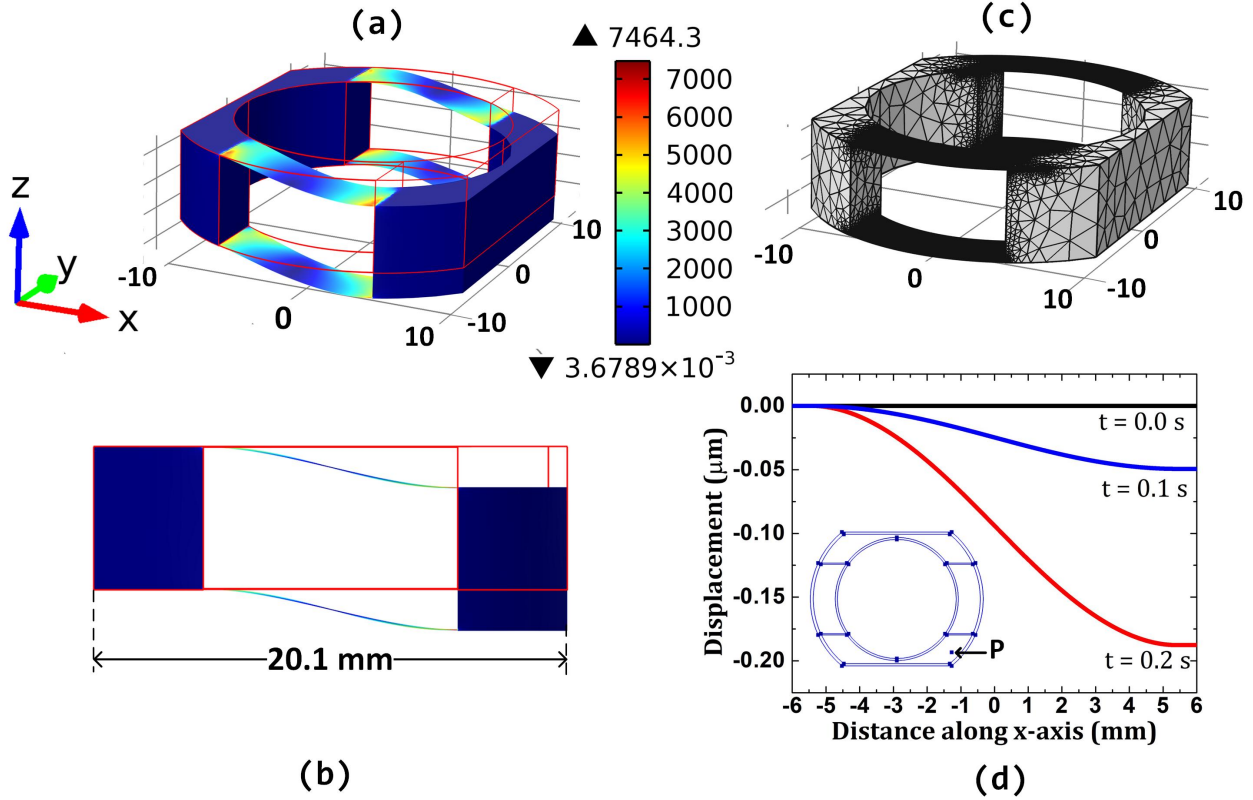 (a)
▲ 7464.3
7000
6000
5000
4000
3000
2000
1000
▼ 3.6789×10⁻³
z
y
x
-10
0
10
-10
0
10
(c)
-10
0
10
-10
0
10
20.1 mm
(b)
Displacement (μm)
0.00
-0.05
-0.10
-0.15
-0.20
t = 0.0 s
t = 0.1 s
t = 0.2 s
P
-6 -5 -4 -3 -2 -1 0 1 2 3 4 5 6
Distance along x-axis (mm)
(d)